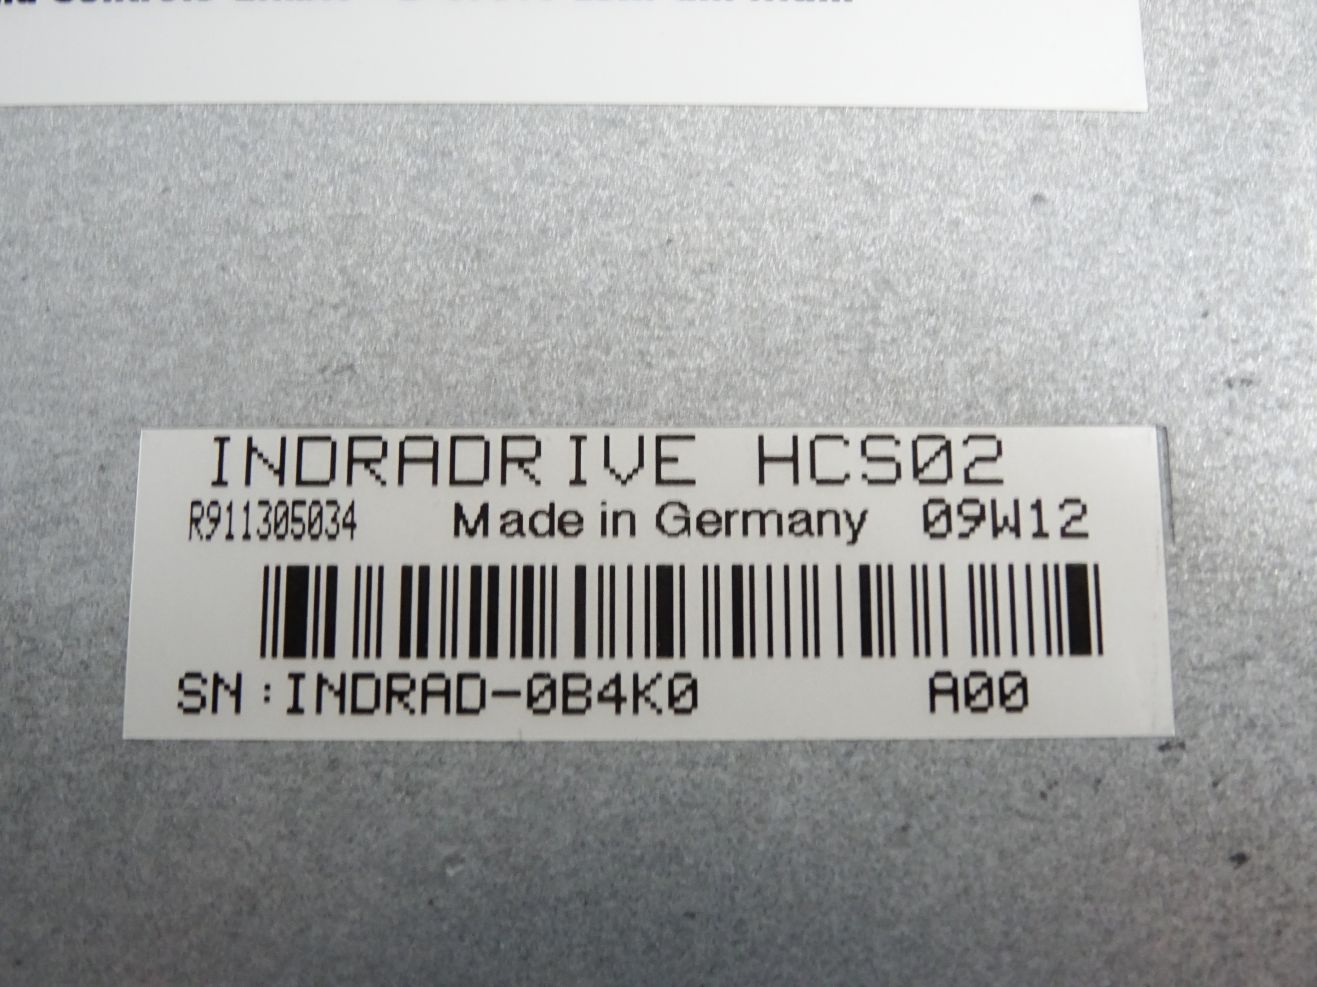 INDRADRIVE HCS02
R911305034 Made in Germany 09W12
SN:INDRAD-0B4K0 A00